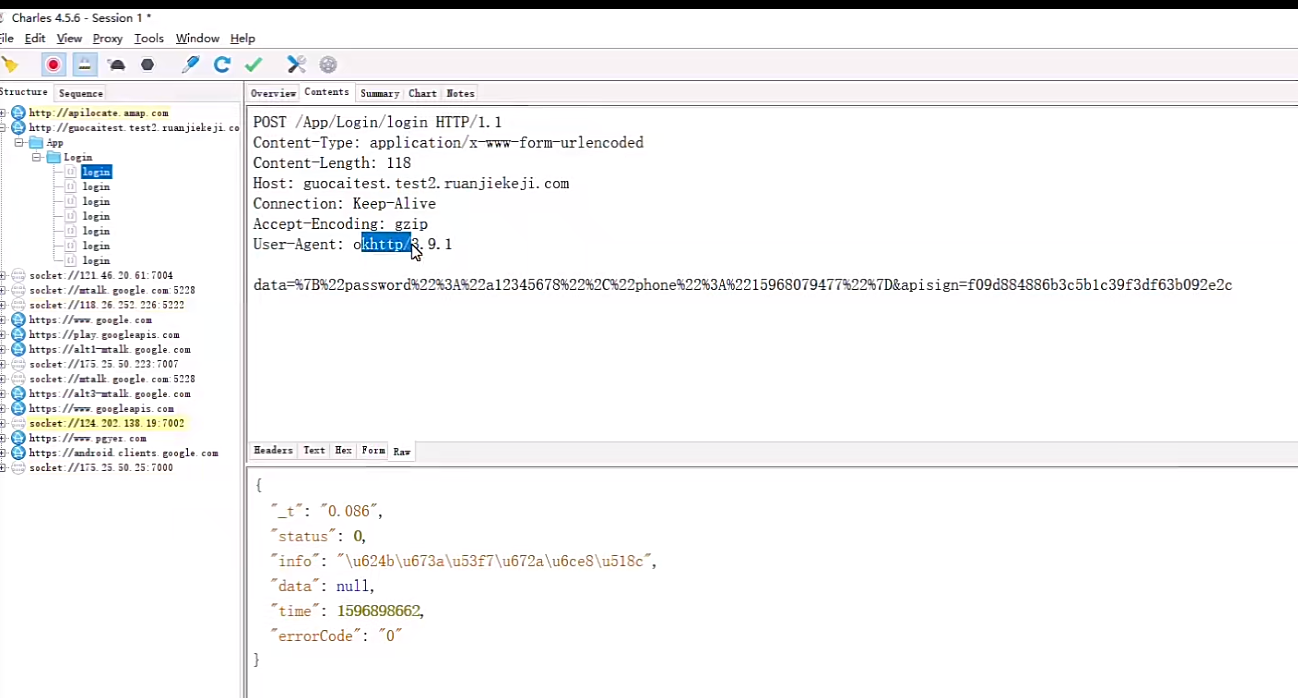 Charles 4.5.6 - Session 1 *
File Edit View Proxy Tools Window Help
Structure Sequence
Overview Contents Summary Chart Notes
http://apilocate.amap.com
http://guocaitest.test2.ruanjiekeji.co
App
Login
login
login
login
login
login
login
login
socket://121.46.20.61:7004
socket://mtalk.google.com:5228
socket://118.26.252.226:5222
https://www.google.com
https://play.googleapis.com
https://alt1-mtalk.google.com
socket://175.25.50.223:7007
socket://mtalk.google.com:5228
https://alt3-mtalk.google.com
https://www.googleapis.com
socket://124.202.138.19:7002
https://www.pgyer.com
https://android.clients.google.com
socket://175.25.50.25:7000
POST /App/Login/login HTTP/1.1
Content-Type: application/x-www-form-urlencoded
Content-Length: 118
Host: guocaitest.test2.ruanjiekeji.com
Connection: Keep-Alive
Accept-Encoding: gzip
User-Agent: okhttp/3.9.1
data=%7B%22password%22%3A%22a12345678%22%2C%22phone%22%3A%2215968079477%22%7D&apisign=f09d884886b3c5b1c39f3df63b092e2c
Headers Text Hex Form Raw
{
"_t": "0.086",
"status": 0,
"info": "\u624b\u673a\u53f7\u672a\u6ce8\u518c",
"data": null,
"time": 1596898662,
"errorCode": "0"
}